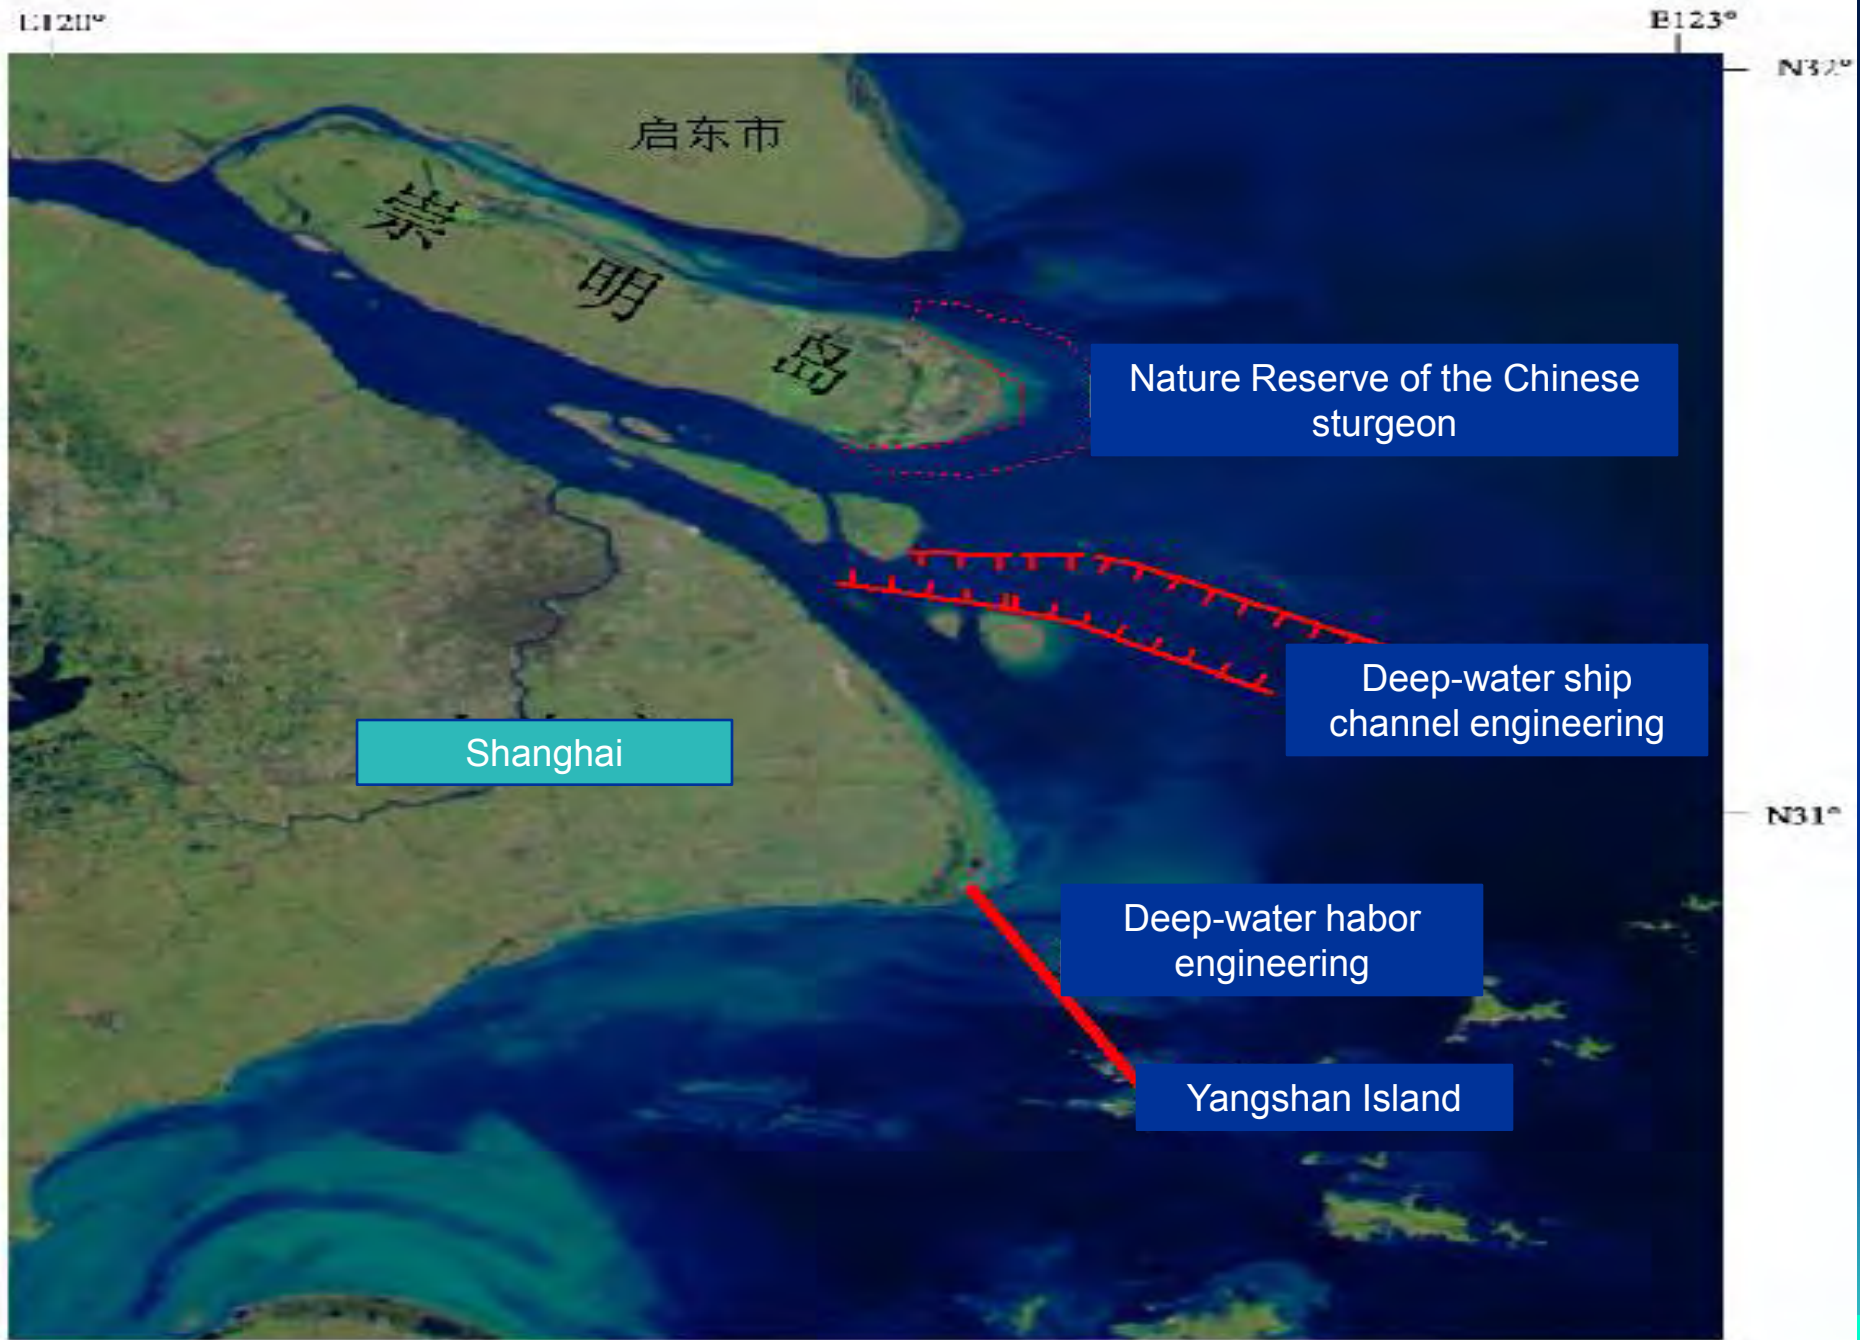 E120°
E123°
N32°
启东市
崇
明
岛
Nature Reserve of the Chinese
sturgeon
Deep-water ship
channel engineering
Shanghai
N31°
Deep-water habor
engineering
Yangshan Island